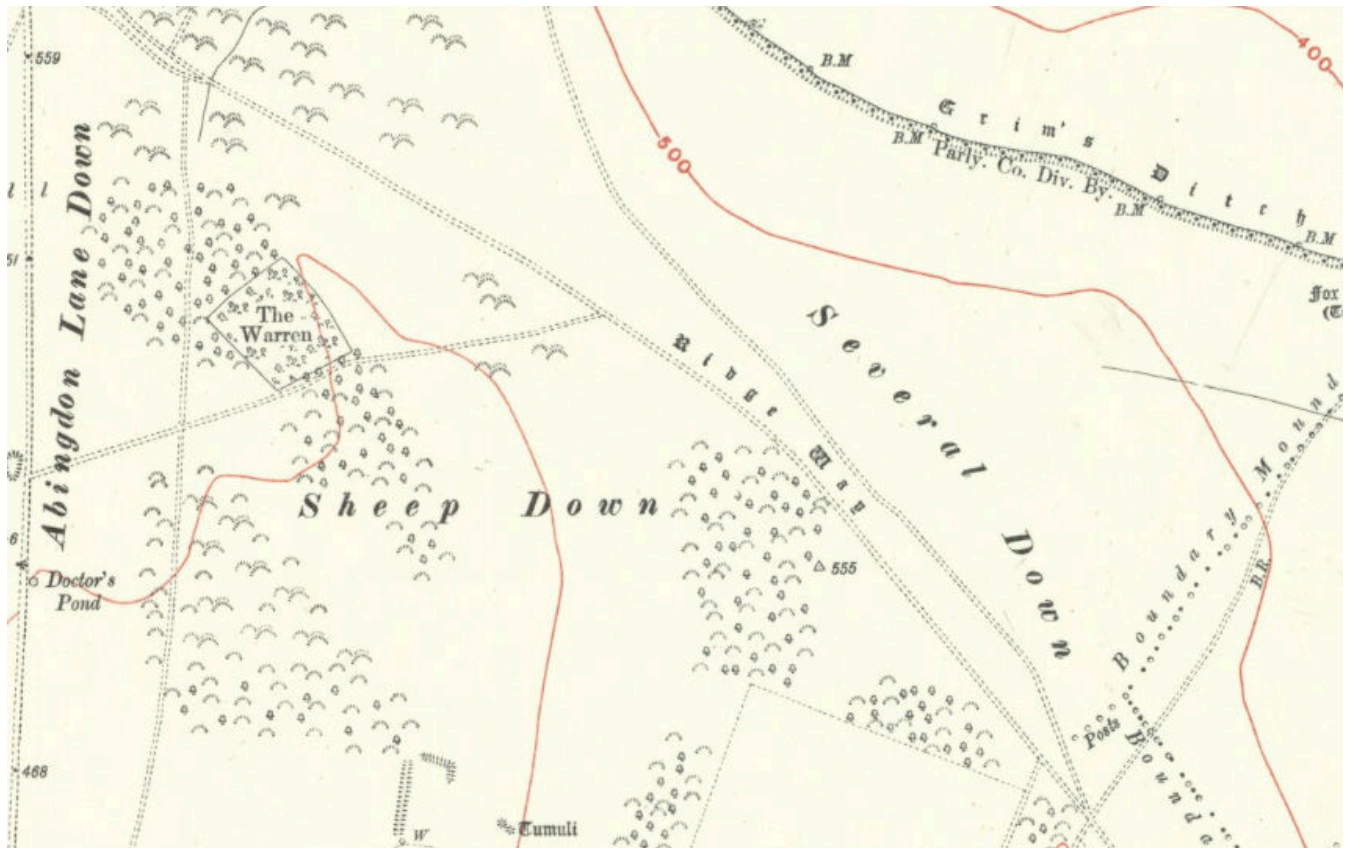 559
B.M
400
Grim's Ditch
B.M
Parly. Co. Div. By.
B.M
B.M
500
Abingdon Lane Down
The
Warren
Fox
Several Down
Ridge Way
Boundary Mound
Sheep Down
555
B.R.
Doctor's
Pond
Posts
Bounda
468
Tumuli
W